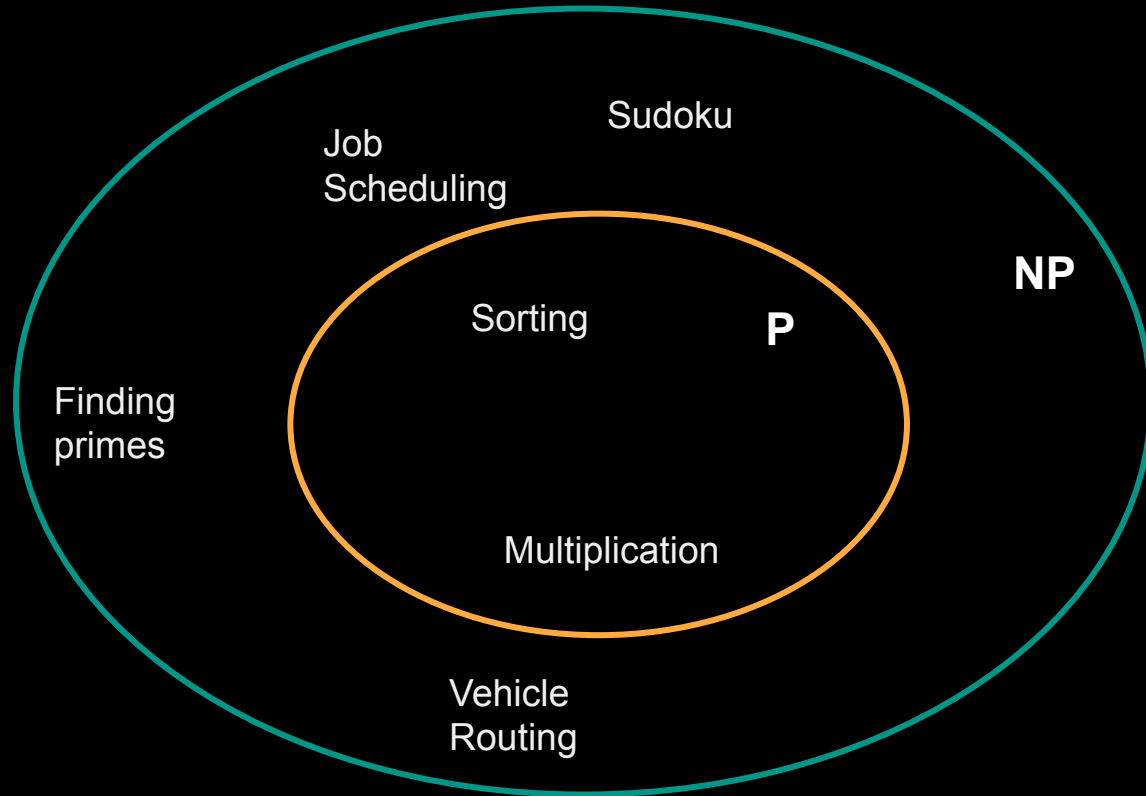 Sudoku
Job
Scheduling
NP
Sorting
P
Finding
primes
Multiplication
Vehicle
Routing